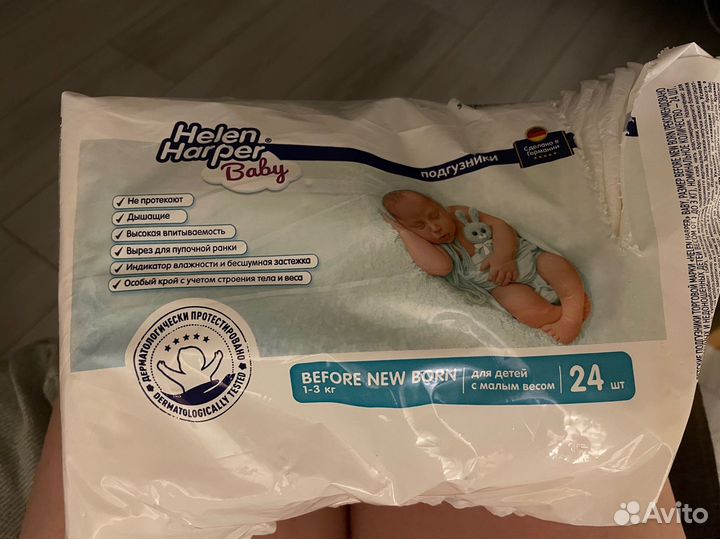 Helen
Harper®
Baby
подгузники
Сделано в
Германии
Не протекают
Дышащие
Высокая впитываемость
Вырез для пупочной ранки
Индикатор влажности и бесшумная застежка
Особый крой с учетом строения тела и веса
ДЕРМАТОЛОГИЧЕСКИ ПРОТЕСТИРОВАНО
DERMATOLOGICALLY TESTED
BEFORE NEW BORN
1-3 кг
для детей
с малым весом
24 шт
Avito